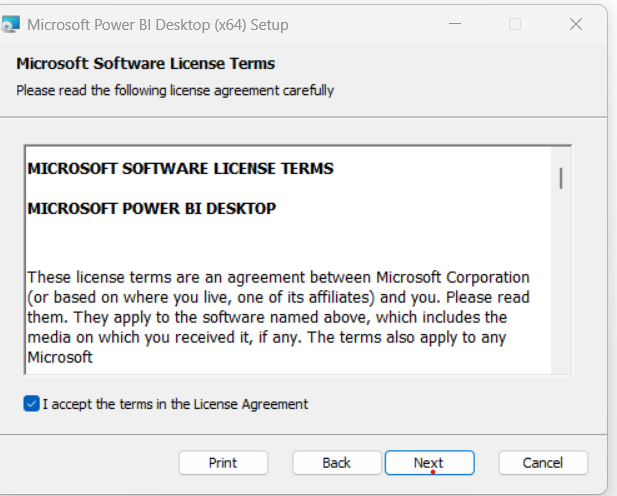 Microsoft Power BI Desktop (x64) Setup
Microsoft Software License Terms
Please read the following license agreement carefully
MICROSOFT SOFTWARE LICENSE TERMS
MICROSOFT POWER BI DESKTOP
These license terms are an agreement between Microsoft Corporation
(or based on where you live, one of its affiliates) and you. Please read
them. They apply to the software named above, which includes the
media on which you received it, if any. The terms also apply to any
Microsoft
I accept the terms in the License Agreement
Print Back Next Cancel